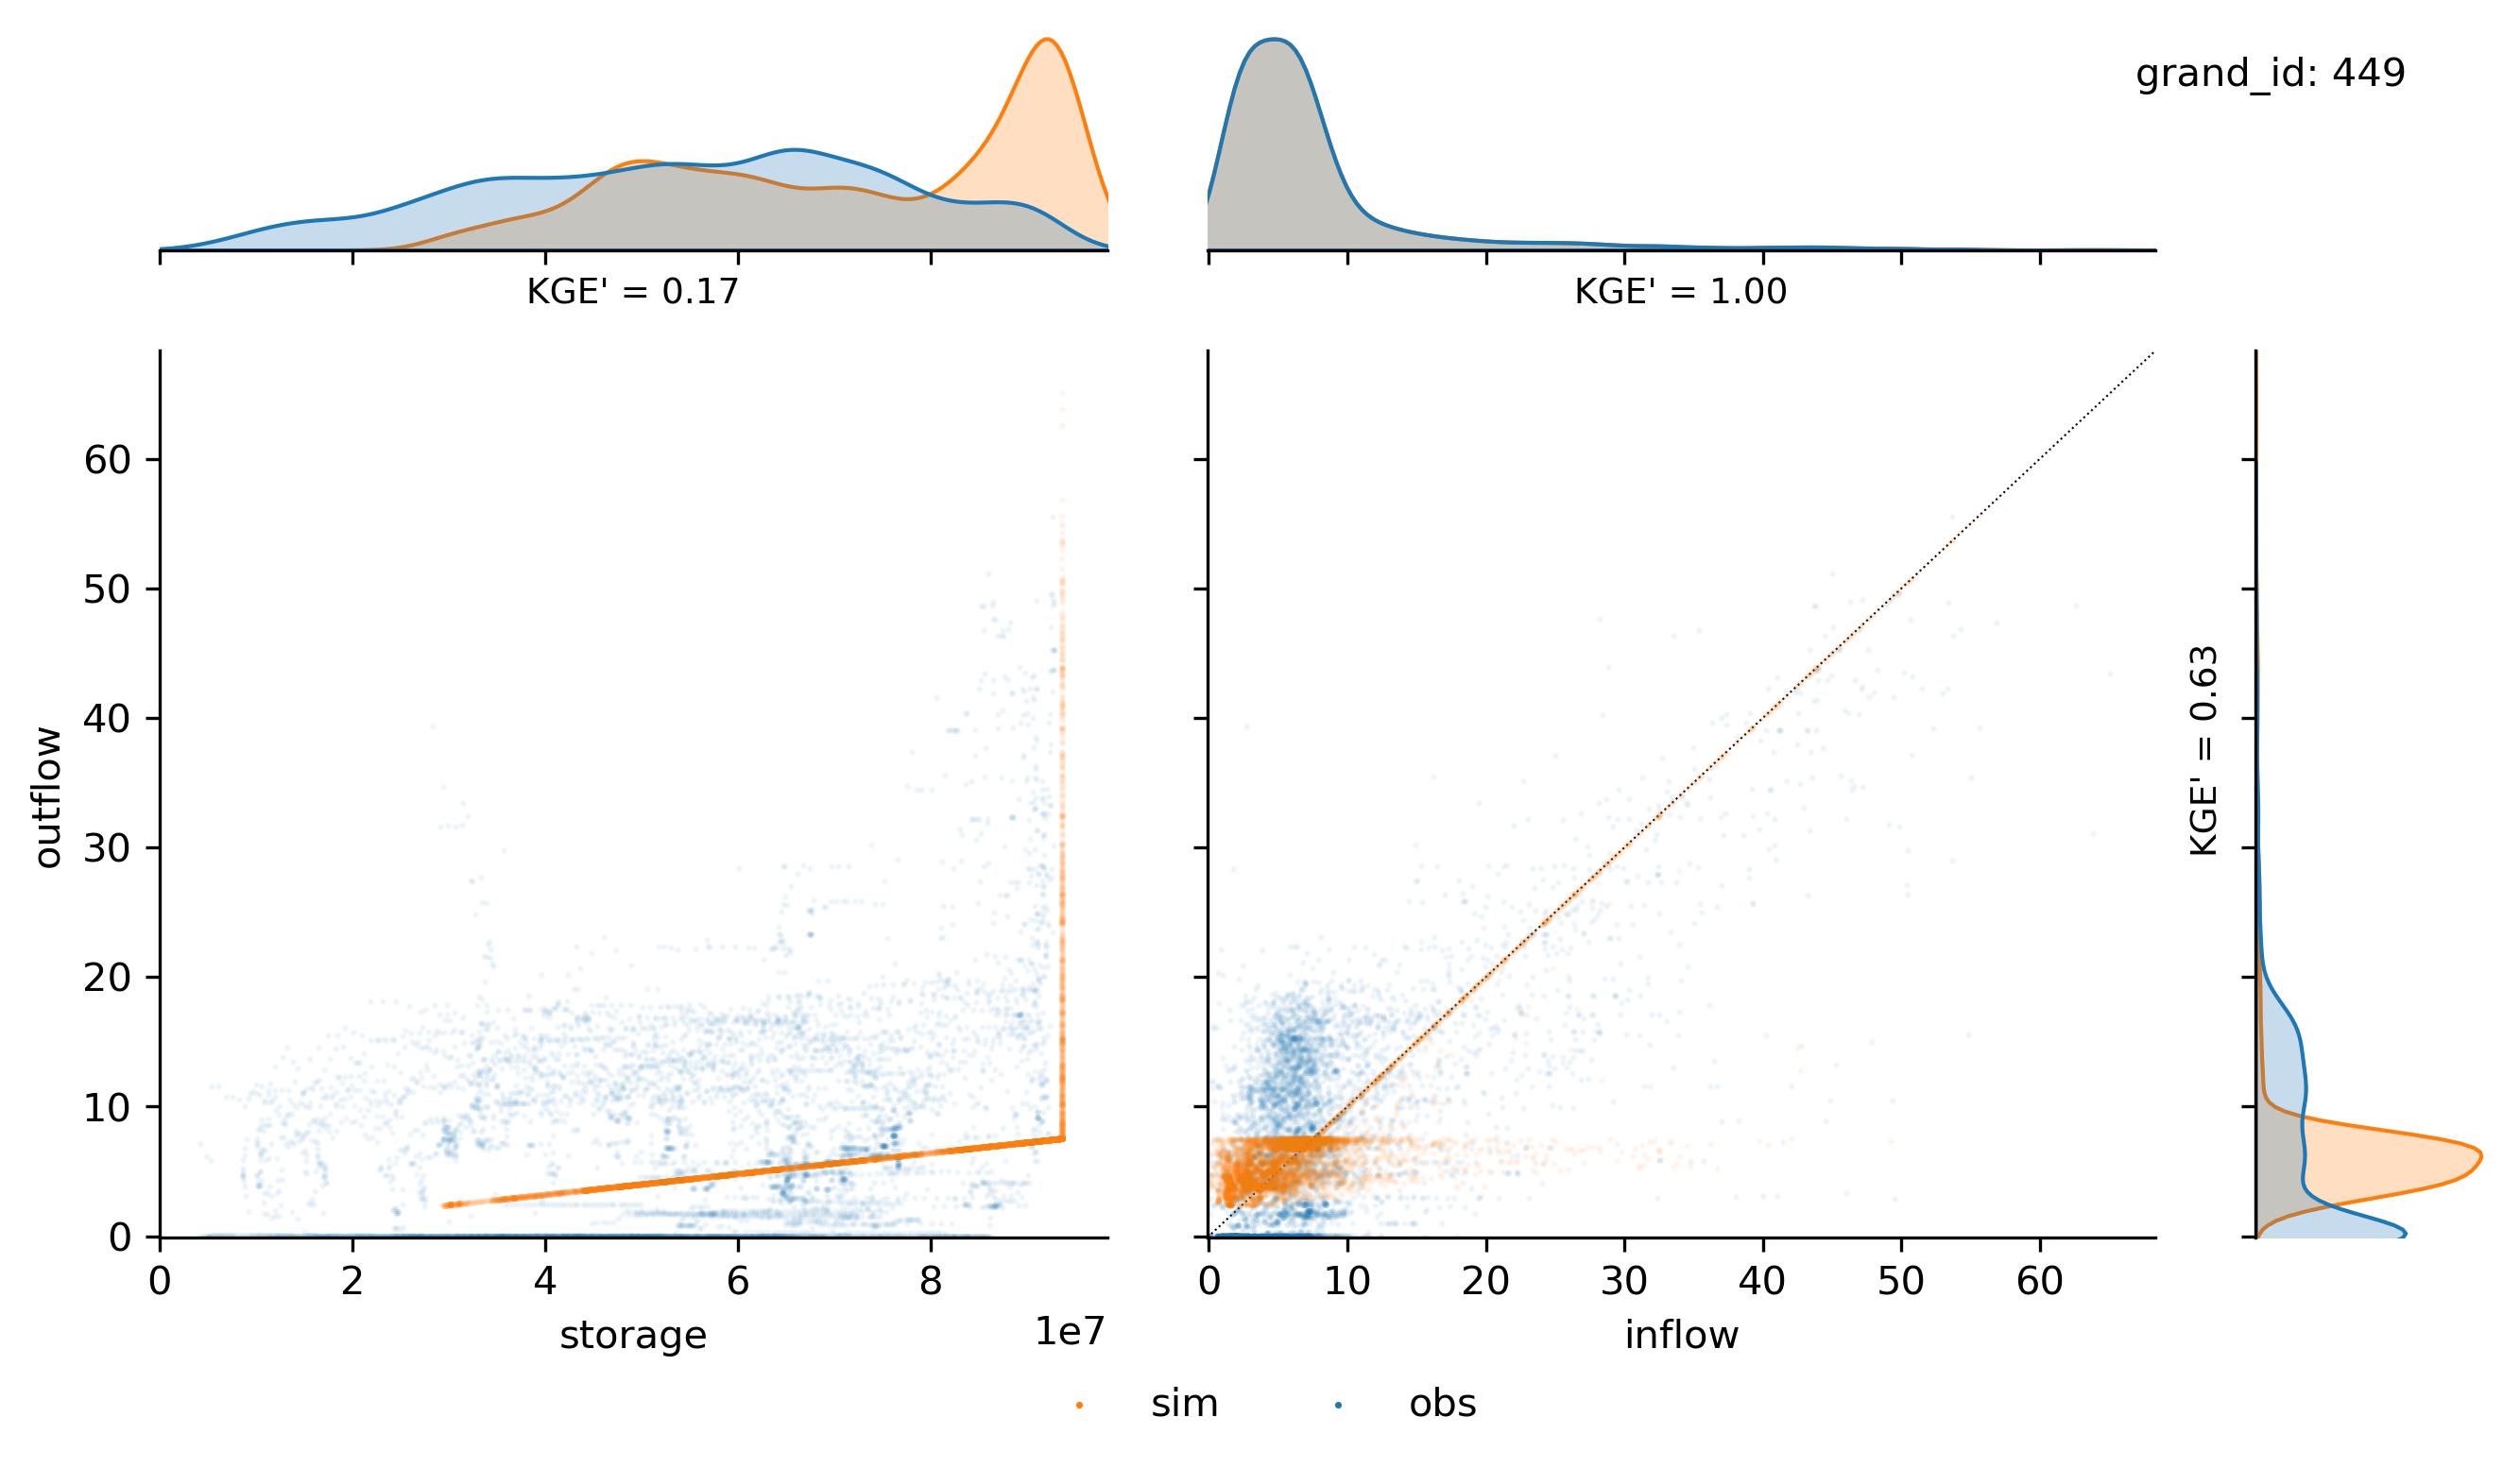 grand_id: 449
KGE' = 0.17
KGE' = 1.00
60
50
40
30
20
10
0
outflow
KGE' = 0.63
0 2 4 6 8
0 10 20 30 40 50 60
1e7
storage
inflow
sim
obs